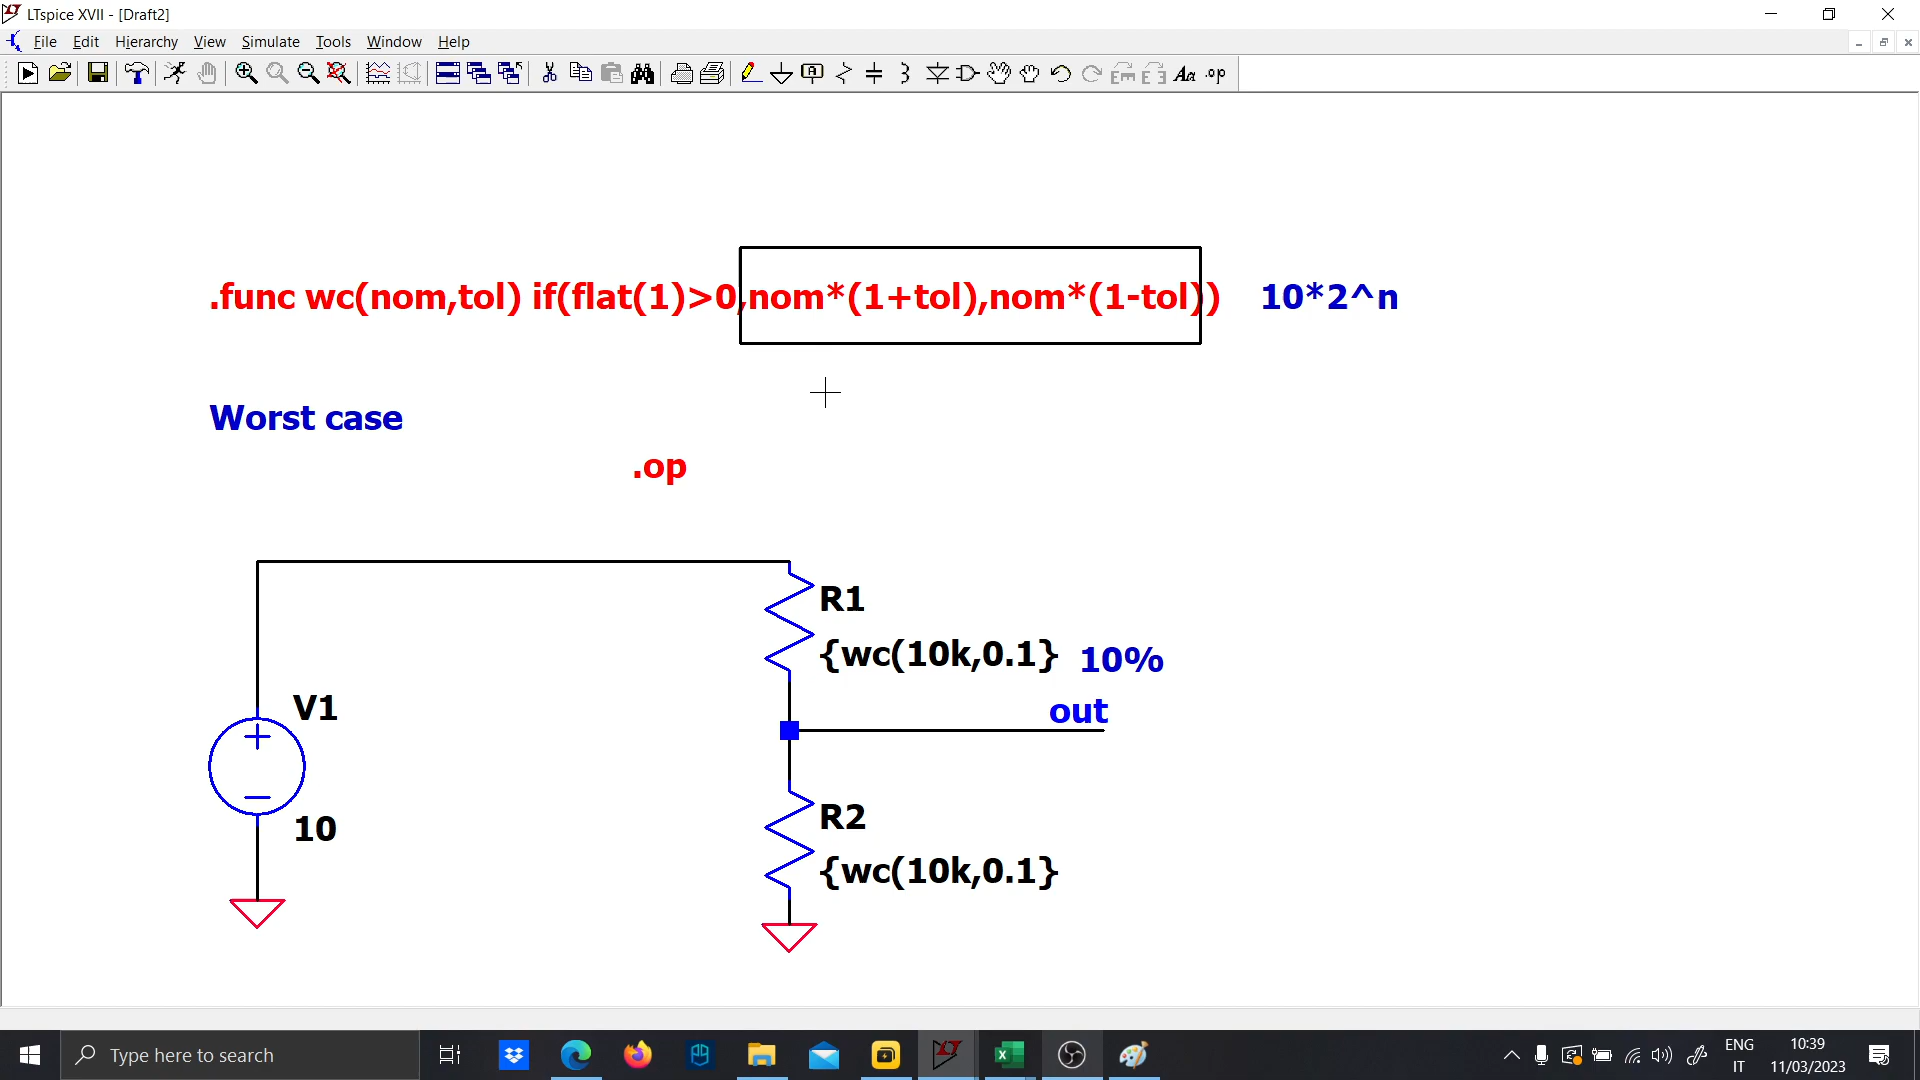 LTspice XVII - [Draft2]
File Edit Hierarchy View Simulate Tools Window Help
.op
.func wc(nom,tol) if(flat(1)>0,nom*(1+tol),nom*(1-tol)) 10*2^n
Worst case
.op
R1
{wc(10k,0.1} 10%
V1
out
10
R2
{wc(10k,0.1}
Type here to search
ENG
IT
10:39
11/03/2023